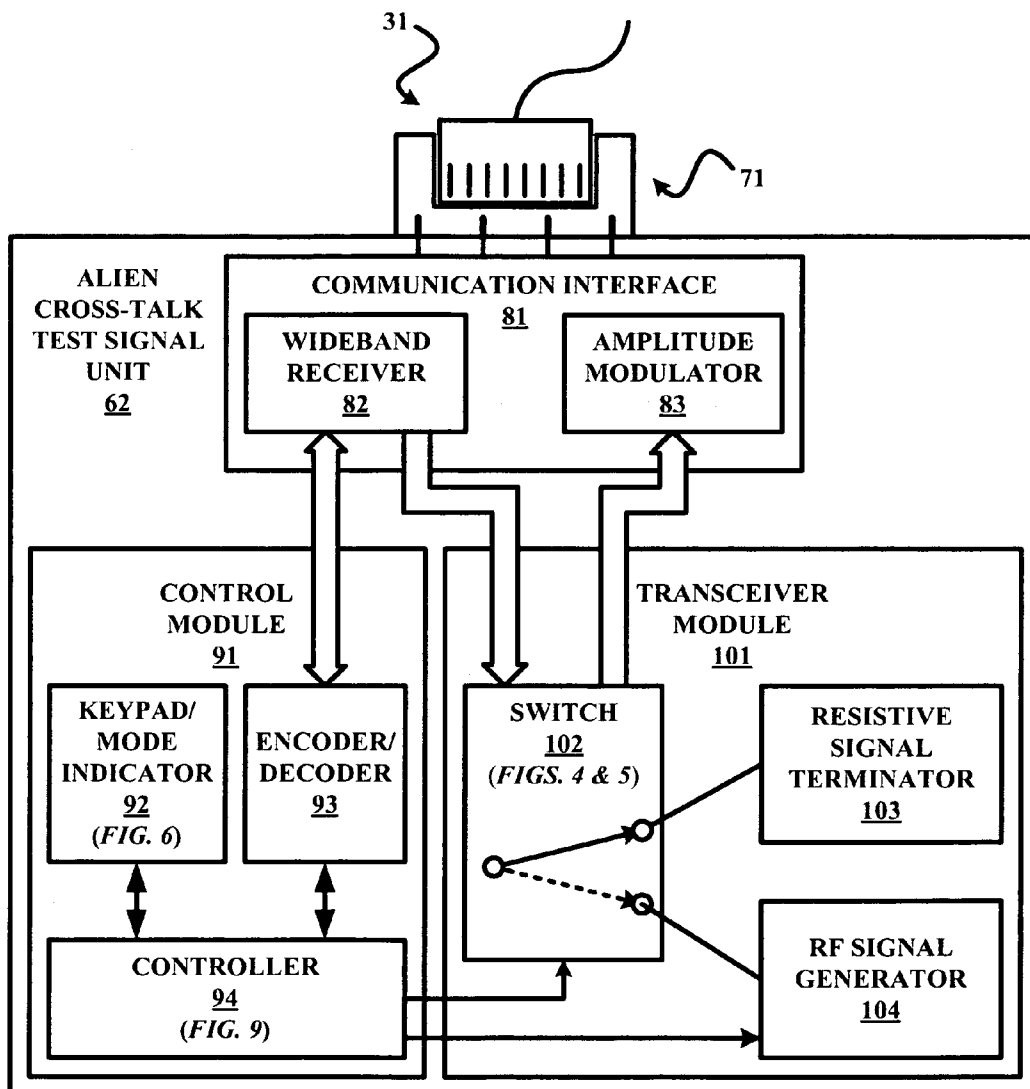 31
71
ALIEN
CROSS-TALK
TEST SIGNAL
UNIT
62
COMMUNICATION INTERFACE
81
WIDEBAND
RECEIVER
82
AMPLITUDE
MODULATOR
83
CONTROL
MODULE
91
KEYPAD/
MODE
INDICATOR
92
(FIG. 6)
ENCODER/
DECODER
93
CONTROLLER
94
(FIG. 9)
TRANSCEIVER
MODULE
101
SWITCH
102
(FIGS. 4 & 5)
RESISTIVE
SIGNAL
TERMINATOR
103
RF SIGNAL
GENERATOR
104